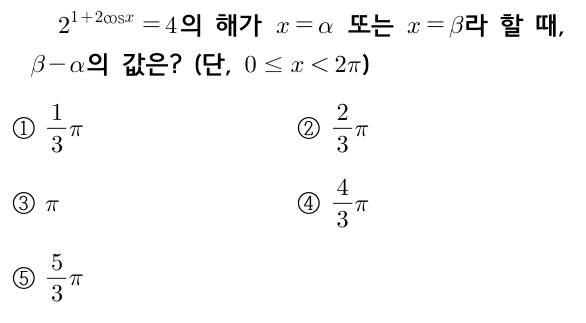 $2^{1+2\cos x}=4$의 해가 $x=\alpha$ 또는 $x=\beta$라 할 때,
$\beta-\alpha$의 값은? (단, $0\leq x<2\pi$)
① $\frac{1}{3}\pi$ ② $\frac{2}{3}\pi$
③ $\pi$ ④ $\frac{4}{3}\pi$
⑤ $\frac{5}{3}\pi$